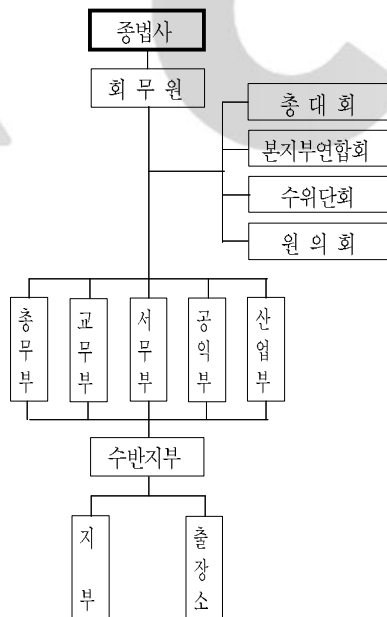 종법사
회 무 원
총 대 회
본지부연합회
수위단회
원 의 회
총무부
교무부
서무부
공익부
산업부
수반지부
지부
출장소